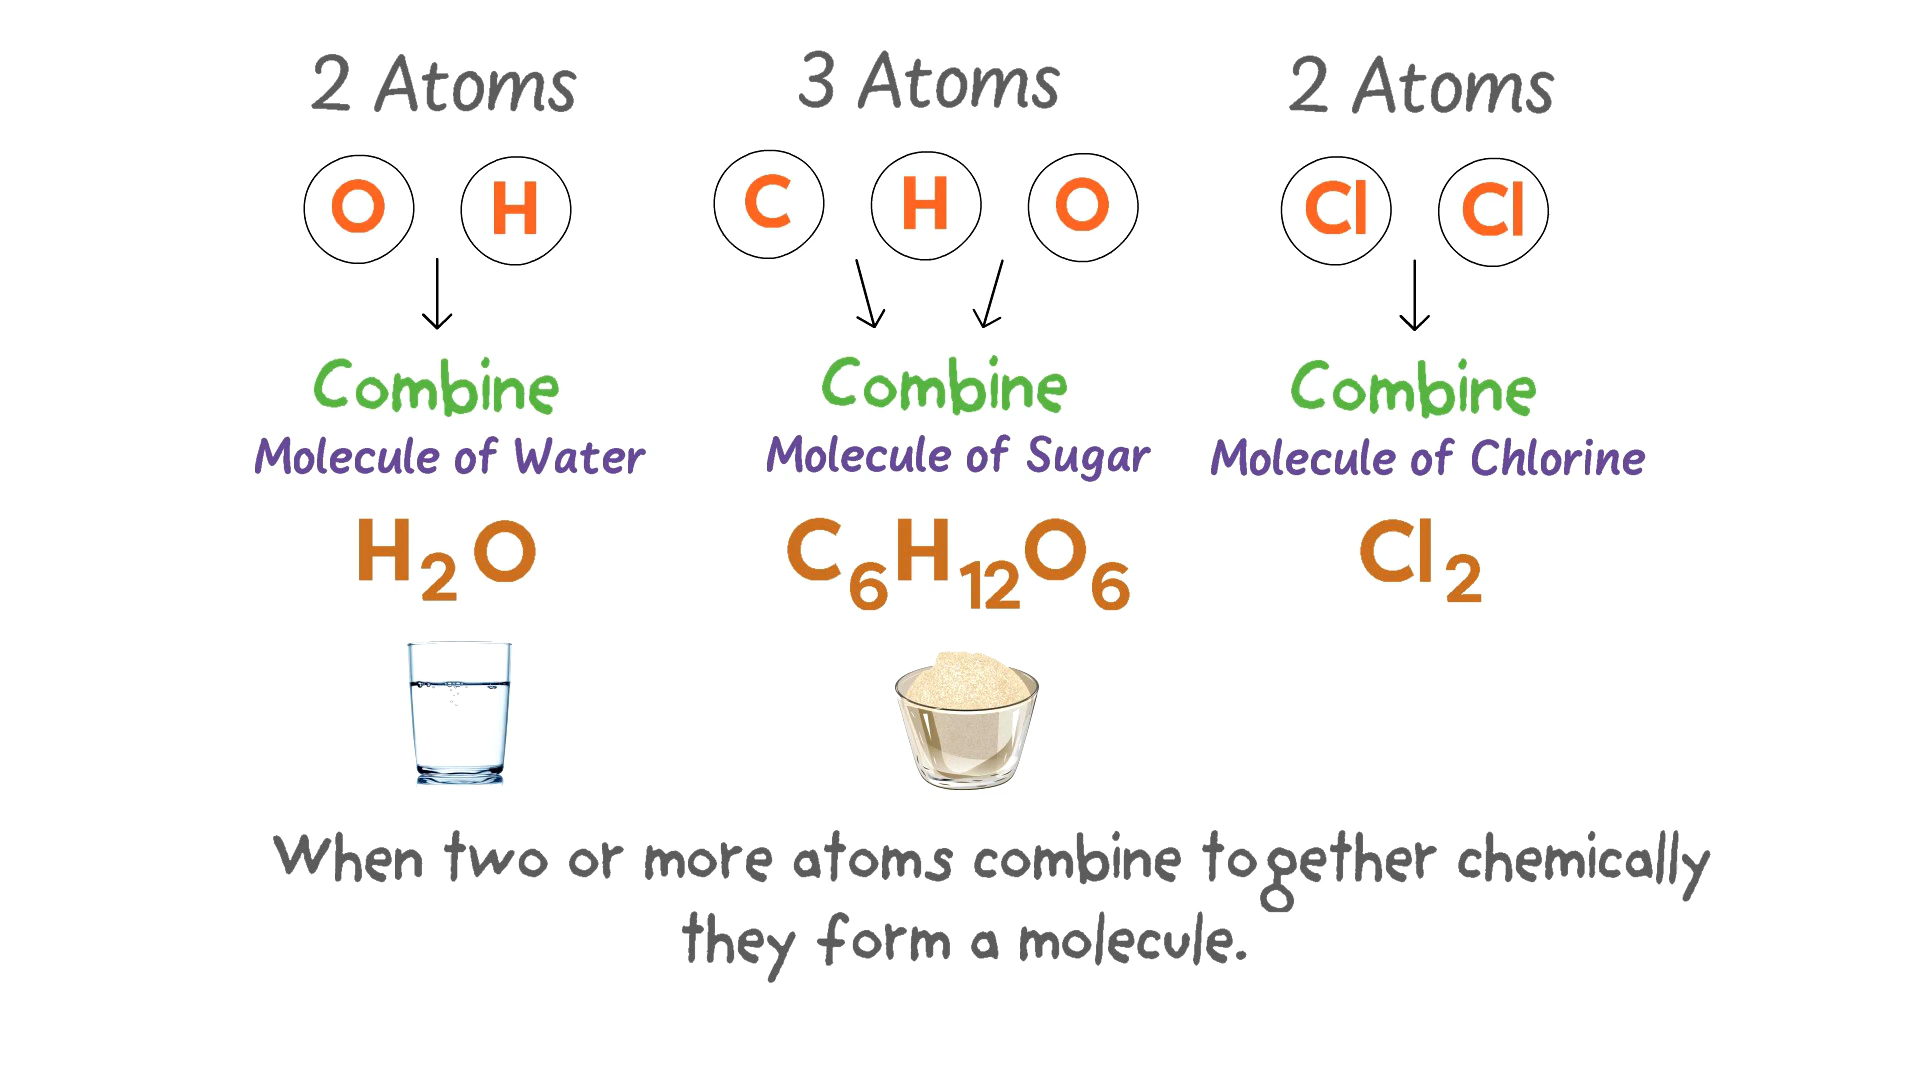 2 Atoms
O H
Combine
Molecule of Water
H₂O
3 Atoms
C H O
Combine
Molecule of Sugar
C₆H₁₂O₆
2 Atoms
Cl Cl
Combine
Molecule of Chlorine
Cl₂
When two or more atoms combine together chemically
they form a molecule.